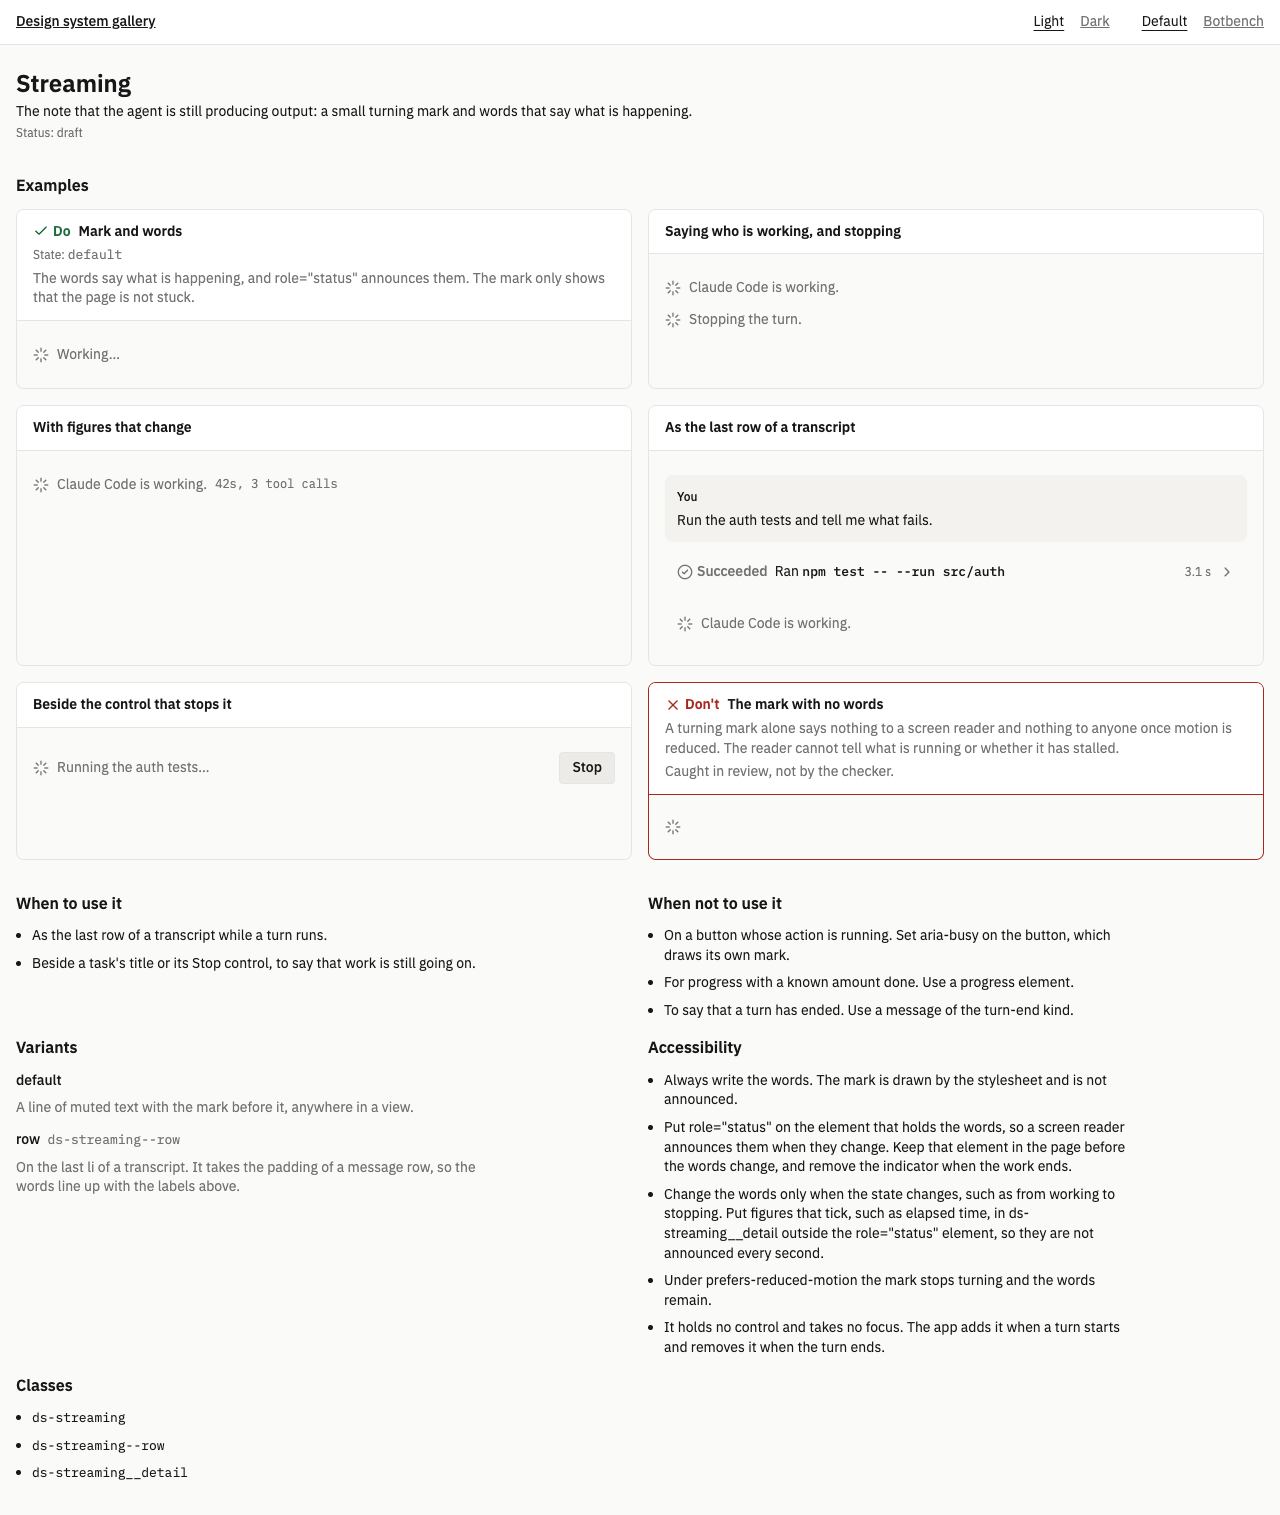 Design system gallery
Light Dark Default Botbench
Streaming
The note that the agent is still producing output: a small turning mark and words that say what is happening.
Status: draft
Examples
Do Mark and words
State: default
The words say what is happening, and role="status" announces them. The mark only shows
that the page is not stuck.
Working…
Saying who is working, and stopping
Claude Code is working.
Stopping the turn.
With figures that change
Claude Code is working. 42s, 3 tool calls
As the last row of a transcript
You
Run the auth tests and tell me what fails.
Succeeded Ran npm test -- --run src/auth 3.1 s
Claude Code is working.
Beside the control that stops it
Running the auth tests…
Stop
Don't The mark with no words
A turning mark alone says nothing to a screen reader and nothing to anyone once motion is
reduced. The reader cannot tell what is running or whether it has stalled.
Caught in review, not by the checker.
When to use it
As the last row of a transcript while a turn runs.
Beside a task's title or its Stop control, to say that work is still going on.
When not to use it
On a button whose action is running. Set aria-busy on the button, which
draws its own mark.
For progress with a known amount done. Use a progress element.
To say that a turn has ended. Use a message of the turn-end kind.
Variants
default
A line of muted text with the mark before it, anywhere in a view.
row ds-streaming--row
On the last li of a transcript. It takes the padding of a message row, so the
words line up with the labels above.
Accessibility
Always write the words. The mark is drawn by the stylesheet and is not
announced.
Put role="status" on the element that holds the words, so a screen reader
announces them when they change. Keep that element in the page before
the words change, and remove the indicator when the work ends.
Change the words only when the state changes, such as from working to
stopping. Put figures that tick, such as elapsed time, in ds-
streaming__detail outside the role="status" element, so they are not
announced every second.
Under prefers-reduced-motion the mark stops turning and the words
remain.
It holds no control and takes no focus. The app adds it when a turn starts
and removes it when the turn ends.
Classes
ds-streaming
ds-streaming--row
ds-streaming__detail